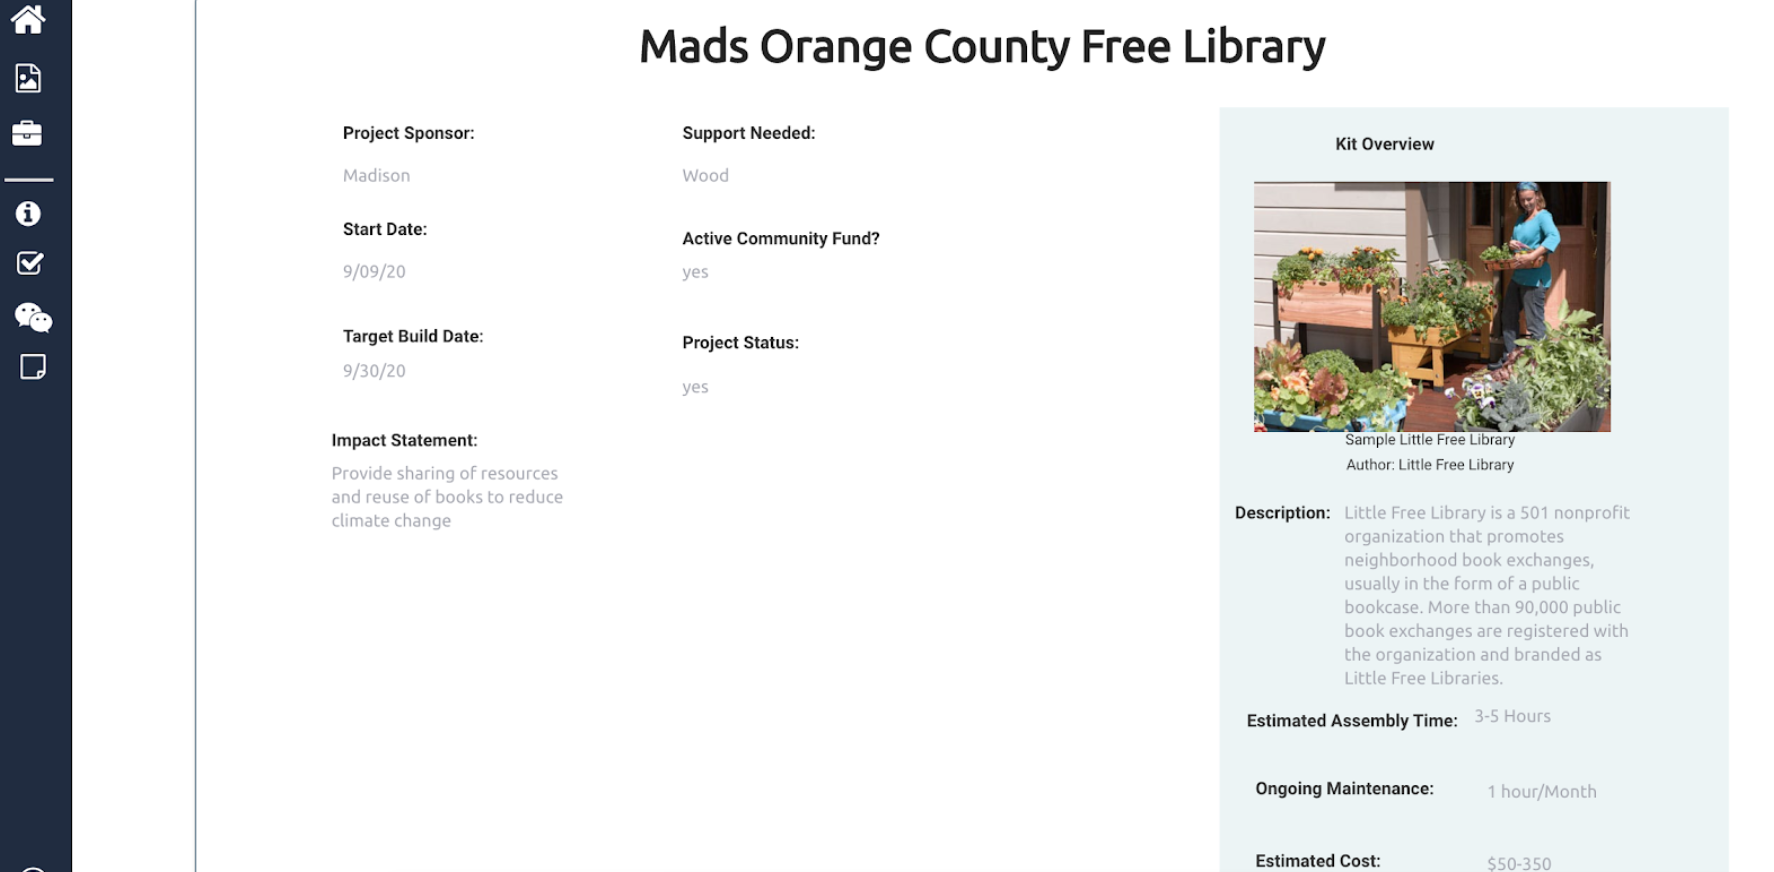 Mads Orange County Free Library
Project Sponsor:
Madison
Start Date:
9/09/20
Target Build Date:
9/30/20
Impact Statement:
Provide sharing of resources
and reuse of books to reduce
climate change
Support Needed:
Wood
Active Community Fund?
yes
Project Status:
yes
Kit Overview
Sample Little Free Library
Author: Little Free Library
Description:
Little Free Library is a 501 nonprofit
organization that promotes
neighborhood book exchanges,
usually in the form of a public
bookcase. More than 90,000 public
book exchanges are registered with
the organization and branded as
Little Free Libraries.
Estimated Assembly Time: 3-5 Hours
Ongoing Maintenance: 1 hour/Month
Estimated Cost: $50-350